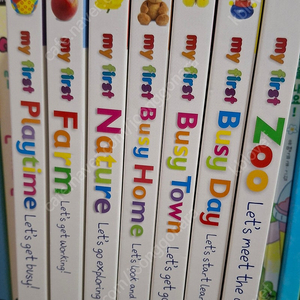 my first Playtime Let's get busy!
my first Farm Let's get working!
my first Nature Let's go exploring
my first Busy Home Let's look and
my first Busy Town Let's get go
my first Busy Day Let's start lea
my first Zoo Let's meet the